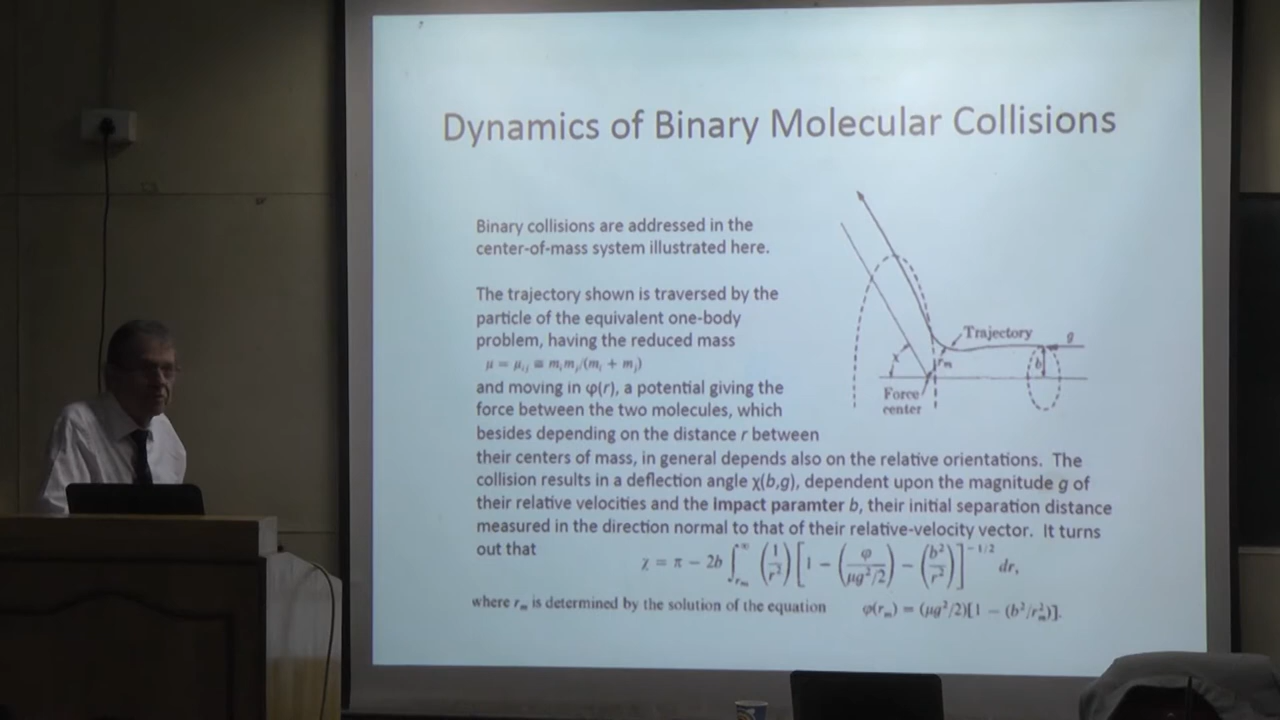 Dynamics of Binary Molecular Collisions
Binary collisions are addressed in the
center-of-mass system illustrated here.
The trajectory shown is traversed by the
particle of the equivalent one-body
problem, having the reduced mass
μ = μᵢⱼ ≡ mᵢmⱼ/(mᵢ + mⱼ)
and moving in φ(r), a potential giving the
force between the two molecules, which
besides depending on the distance r between
their centers of mass, in general depends also on the relative orientations. The
collision results in a deflection angle χ(b,g), dependent upon the magnitude g of
their relative velocities and the Impact paramter b, their initial separation distance
measured in the direction normal to that of their relative-velocity vector. It turns
out that
χ = π − 2b ∫_{rₘ}^{∞} (1/r²) [1 − (φ/(μg²/2)) − (b²/r²)]^{−1/2} dr,
where rₘ is determined by the solution of the equation φ(rₘ) = (μg²/2)[1 − (b²/rₘ²)].
Trajectory
g
b
χ
rₘ
Force
center